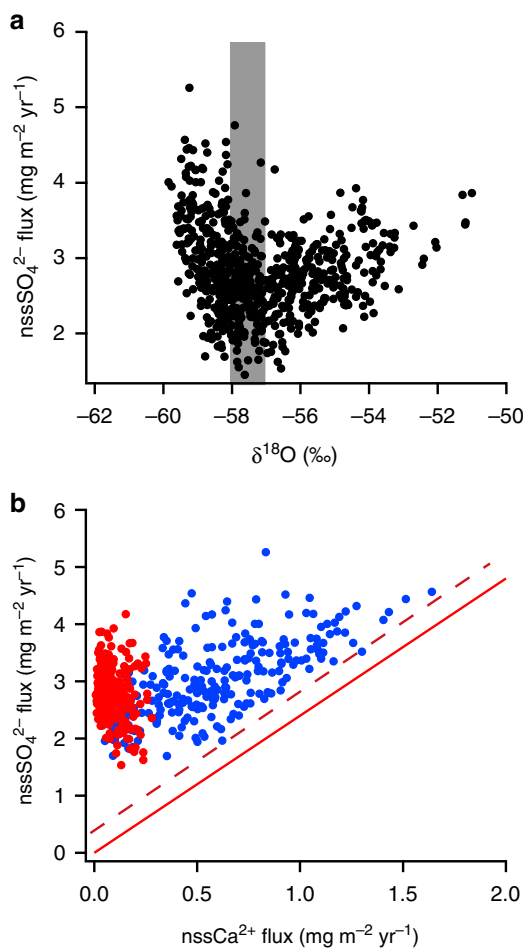 a
6
5
4
3
2
nssSO₄²⁻ flux (mg m⁻² yr⁻¹)
−62 −60 −58 −56 −54 −52 −50
δ¹⁸O (‰)
b
6
5
4
3
2
1
0
nssSO₄²⁻ flux (mg m⁻² yr⁻¹)
0.0 0.5 1.0 1.5 2.0
nssCa²⁺ flux (mg m⁻² yr⁻¹)